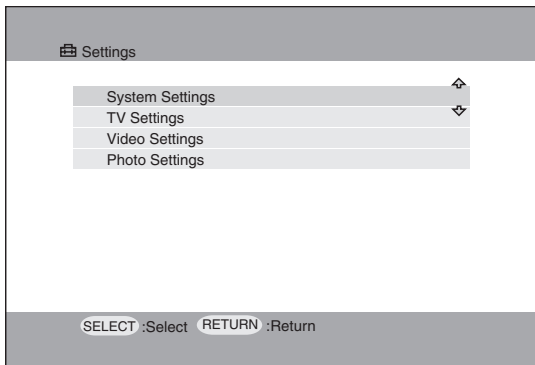 Settings
System Settings
TV Settings
Video Settings
Photo Settings
SELECT :Select RETURN :Return